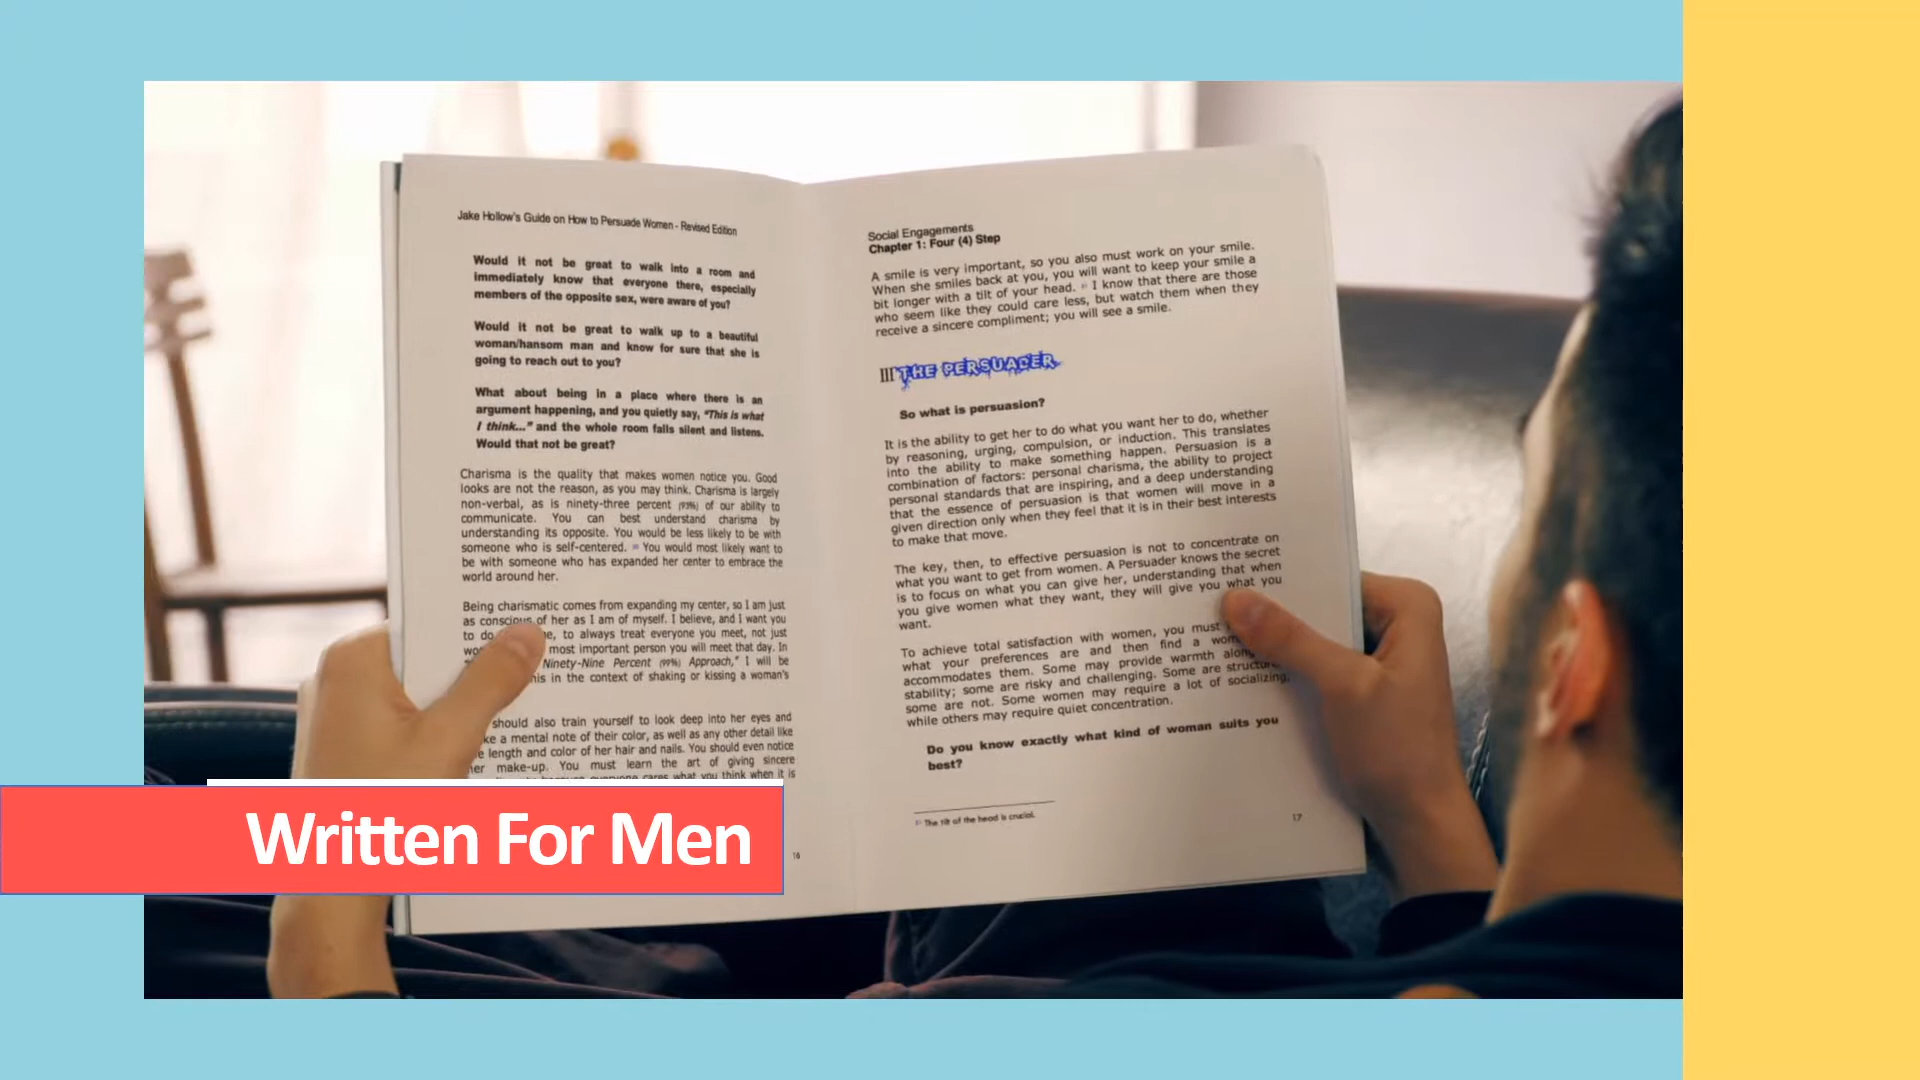 Jake Hollow's Guide on How to Persuade Women - Revised Edition
Would it not be great to walk into a room and
immediately know that everyone there, especially
members of the opposite sex, were aware of you?
Would it not be great to walk up to a beautiful
woman/hansom man and know for sure that she is
going to reach out to you?
What about being in a place where there is an
argument happening, and you quietly say, "This is what
I think..." and the whole room falls silent and listens.
Would that not be great?
Charisma is the quality that makes women notice you. Good
looks are not the reason, as you may think. Charisma is largely
non-verbal, as is ninety-three percent (93%) of our ability to
communicate. You can best understand charisma by
understanding its opposite. You would be less likely to be with
someone who is self-centered. You would most likely want to
be with someone who has expanded her center to embrace the
world around her.
Being charismatic comes from expanding my center, so I am just
as conscious of her as I am of myself. I believe, and I want you
to do to always treat everyone you meet, not just
most important person you will meet that day. In
Ninety-Nine Percent (99%) Approach," I will be
in the context of shaking or kissing a woman's
should also train yourself to look deep into her eyes and
a mental note of their color, as well as any other detail like
length and color of her hair and nails. You should even notice
her make-up. You must learn the art of giving sincere
everyone cares what you think when it is
16
Social Engagements
Chapter 1: Four (4) Step
A smile is very important, so you also must work on your smile.
When she smiles back at you, you will want to keep your smile a
bit longer with a tilt of your head. I know that there are those
who seem like they could care less, but watch them when they
receive a sincere compliment; you will see a smile.
III THE PERSUADER
So what is persuasion?
It is the ability to get her to do what you want her to do, whether
by reasoning, urging, compulsion, or induction. This translates
into the ability to make something happen. Persuasion is a
combination of factors: personal charisma, the ability to project
personal standards that are inspiring, and a deep understanding
that the essence of persuasion is that women will move in a
given direction only when they feel that it is in their best interests
to make that move.
The key, then, to effective persuasion is not to concentrate on
what you want to get from women. A Persuader knows the secret
is to focus on what you can give her, understanding that when
you give women what they want, they will give you what you
want.
To achieve total satisfaction with women, you must
what your preferences are and then find a
accommodates them. Some may provide warmth
stability; some are risky and challenging. Some are
some are not. Some women may require a lot of socializing,
while others may require quiet concentration.
Do you know exactly what kind of woman suits you
best?
The tilt of the head is crucial.
17
Written For Men